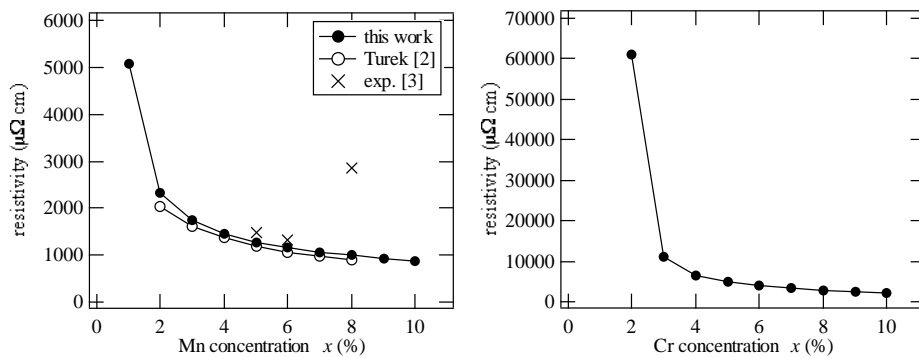 this work
Turek [2]
exp. [3]
6000
5000
4000
3000
2000
1000
0
resistivity (μΩ cm)
0 2 4 6 8 10
Mn concentration x (%)
70000
60000
50000
40000
30000
20000
10000
0
resistivity (μΩ cm)
0 2 4 6 8 10
Cr concentration x (%)